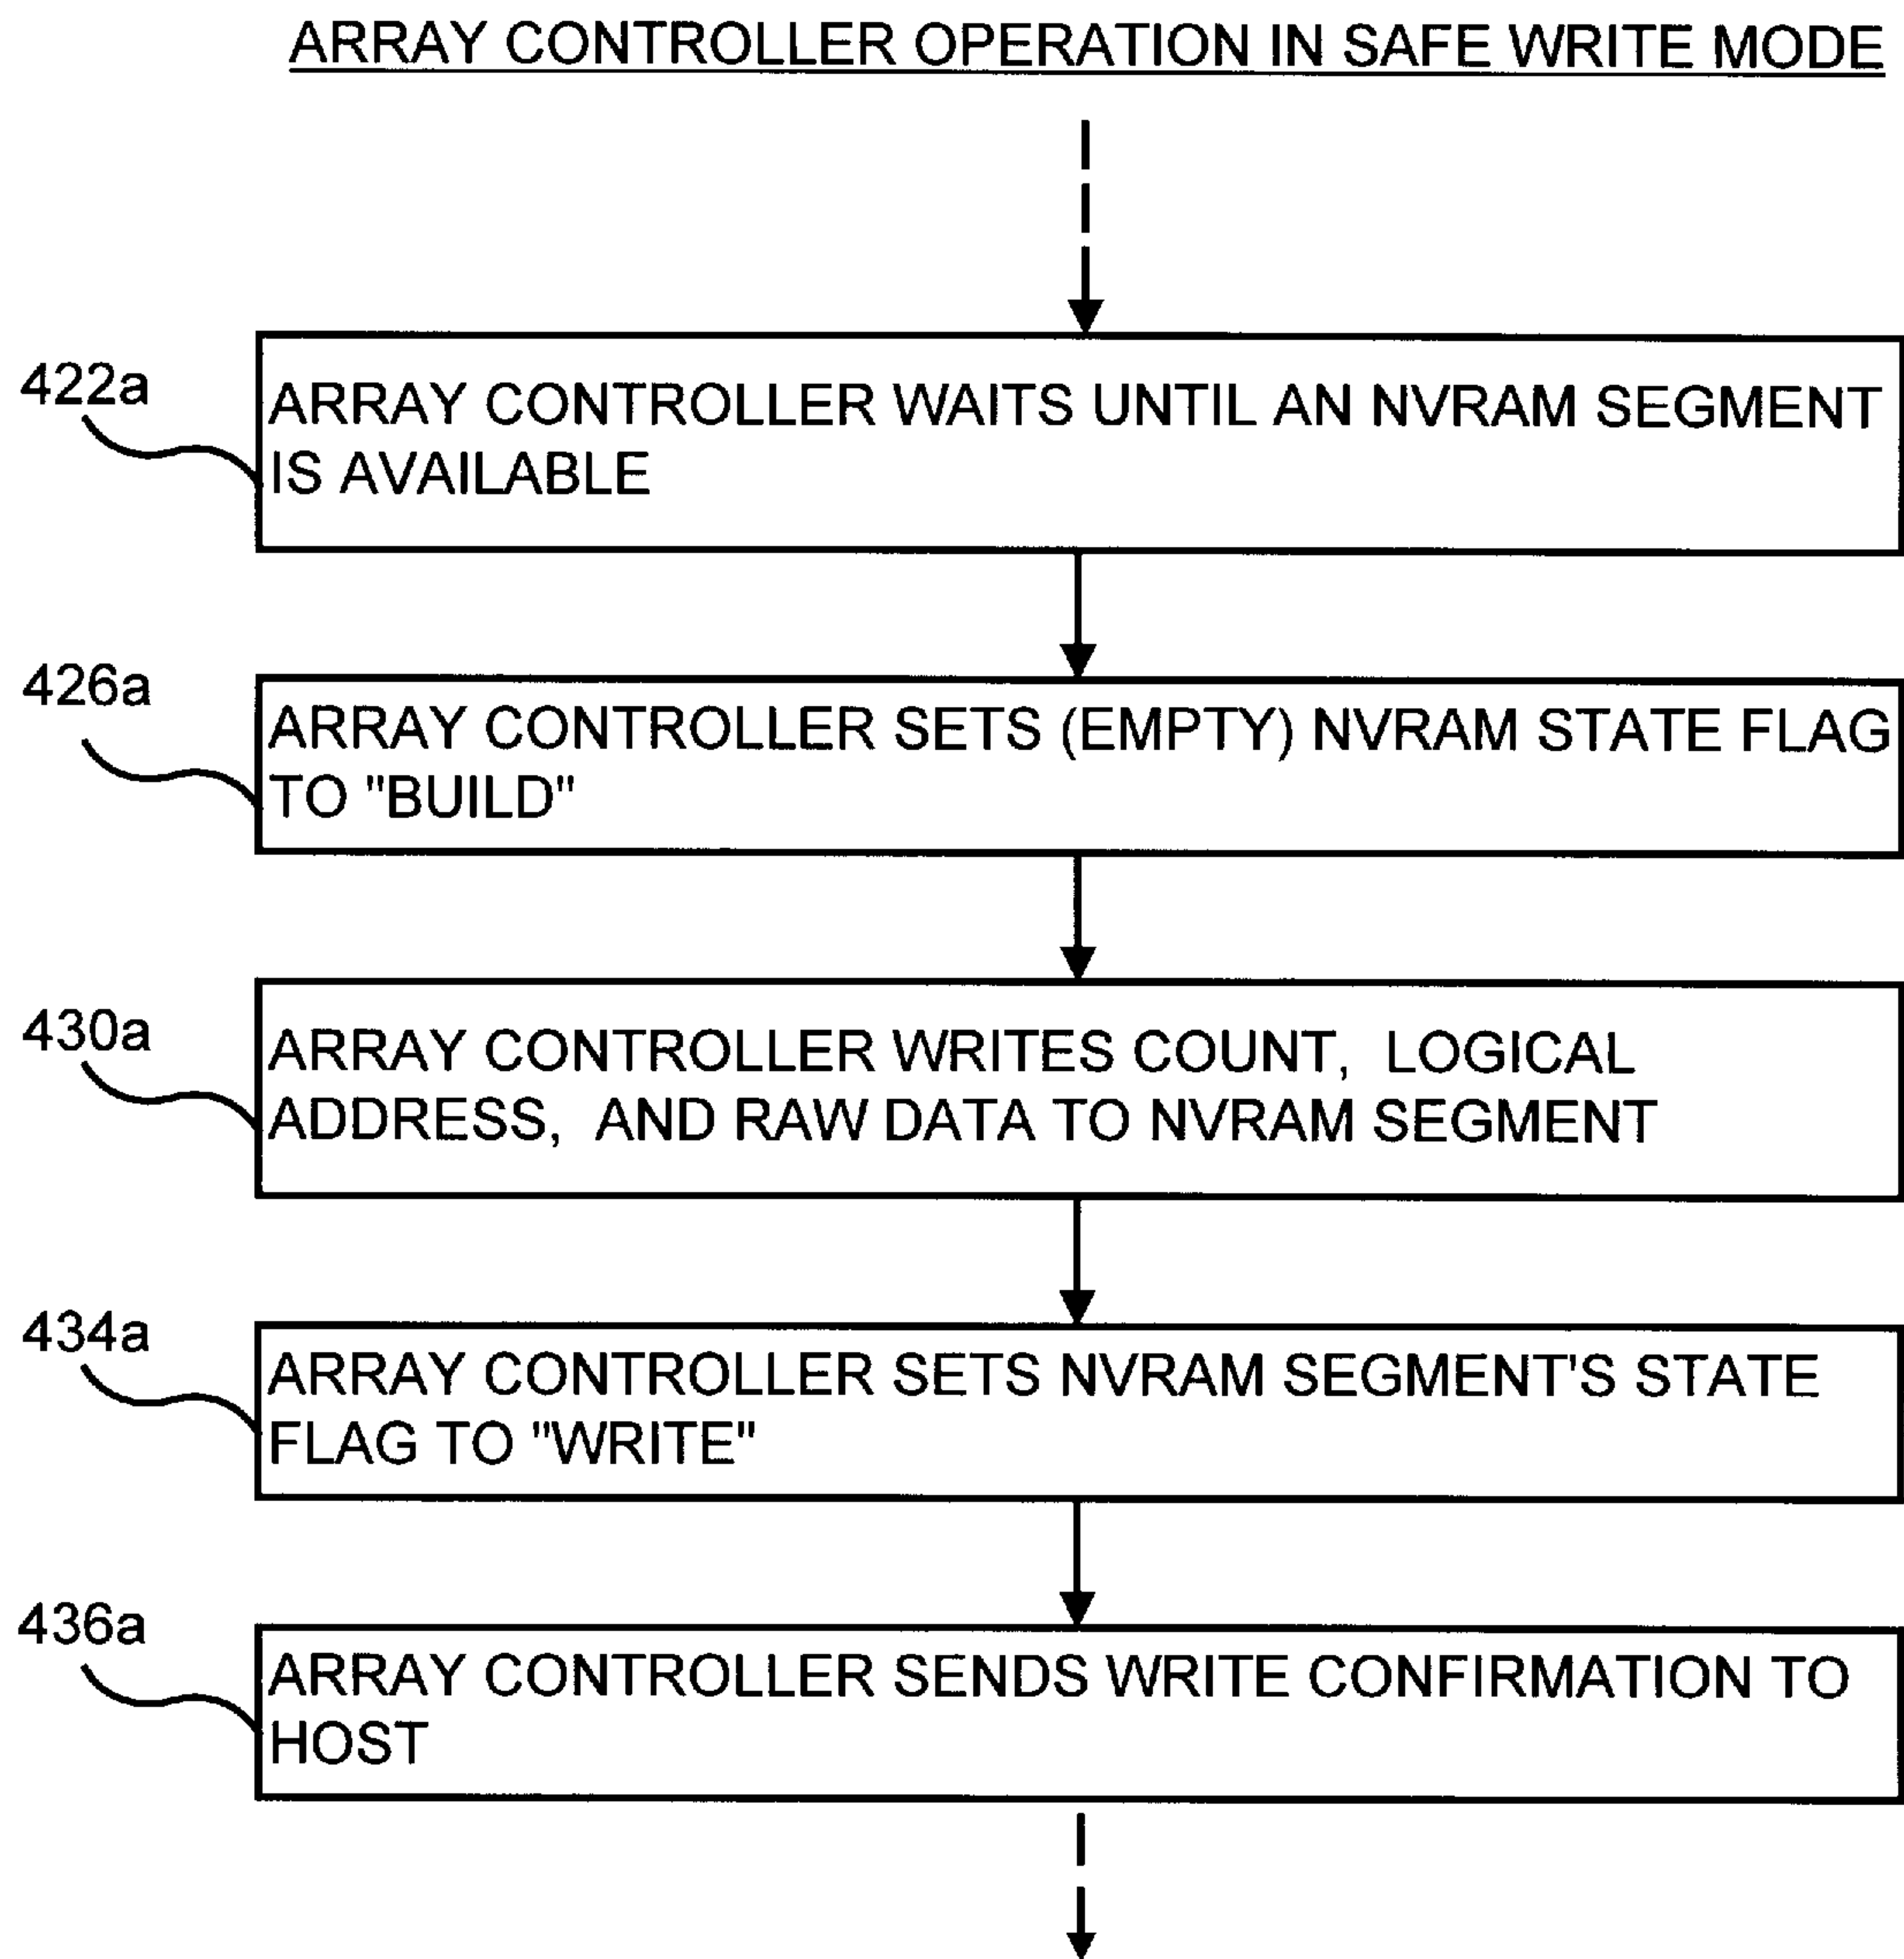 ARRAY CONTROLLER OPERATION IN SAFE WRITE MODE
422a
ARRAY CONTROLLER WAITS UNTIL AN NVRAM SEGMENT
IS AVAILABLE
426a
ARRAY CONTROLLER SETS (EMPTY) NVRAM STATE FLAG
TO "BUILD"
430a
ARRAY CONTROLLER WRITES COUNT, LOGICAL
ADDRESS, AND RAW DATA TO NVRAM SEGMENT
434a
ARRAY CONTROLLER SETS NVRAM SEGMENT'S STATE
FLAG TO "WRITE"
436a
ARRAY CONTROLLER SENDS WRITE CONFIRMATION TO
HOST